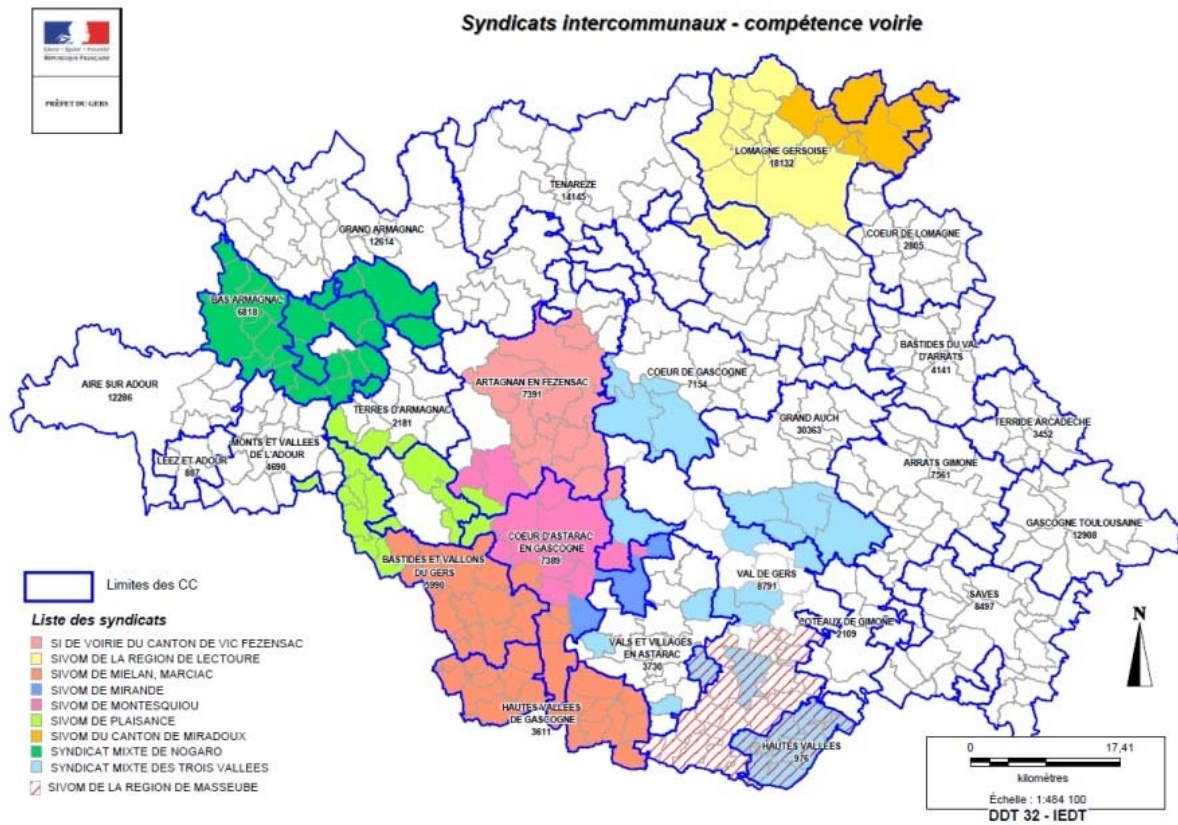 Syndicats intercommunaux - compétence voirie
RÉPUBLIQUE FRANÇAISE
PRÉFET DU GERS
LOMAGNE GERSOISE
18132
TENAREZE
14145
GRAND ARMAGNAC
12614
COEUR DE LOMAGNE
2805
BAS ARMAGNAC
6818
BASTIDES DU VAL
D'ARRATS
4141
AIRE SUR ADOUR
12286
ARTAGNAN EN FEZENSAC
7391
COEUR DE GASCOGNE
7154
TERRES D'ARMAGNAC
2181
GRAND AUCH
30363
TERRIDE ARCADECHE
3452
MONTS ET VALLEES
DE L'ADOUR
4690
LEEZ ET ADOUR
887
ARRATS GIMONE
7561
GASCOGNE TOULOUSAINE
12908
COEUR D'ASTARAC
EN GASCOGNE
7389
BASTIDES ET VALLONS
DU GERS
5990
VAL DE GERS
8791
SAVES
8497
COTEAUX DE GIMONE
2109
VALS ET VILLAGES
EN ASTARAC
3730
HAUTES VALLEES
DE GASCOGNE
3611
HAUTES VALLEES
976
Limites des CC
Liste des syndicats
SI DE VOIRIE DU CANTON DE VIC FEZENSAC
SIVOM DE LA REGION DE LECTOURE
SIVOM DE MIELAN, MARCIAC
SIVOM DE MIRANDE
SIVOM DE MONTESQUIOU
SIVOM DE PLAISANCE
SIVOM DU CANTON DE MIRADOUX
SYNDICAT MIXTE DE NOGARO
SYNDICAT MIXTE DES TROIS VALLEES
SIVOM DE LA REGION DE MASSEUBE
N
0 17,41
kilomètres
Échelle : 1:484 100
DDT 32 - IEDT